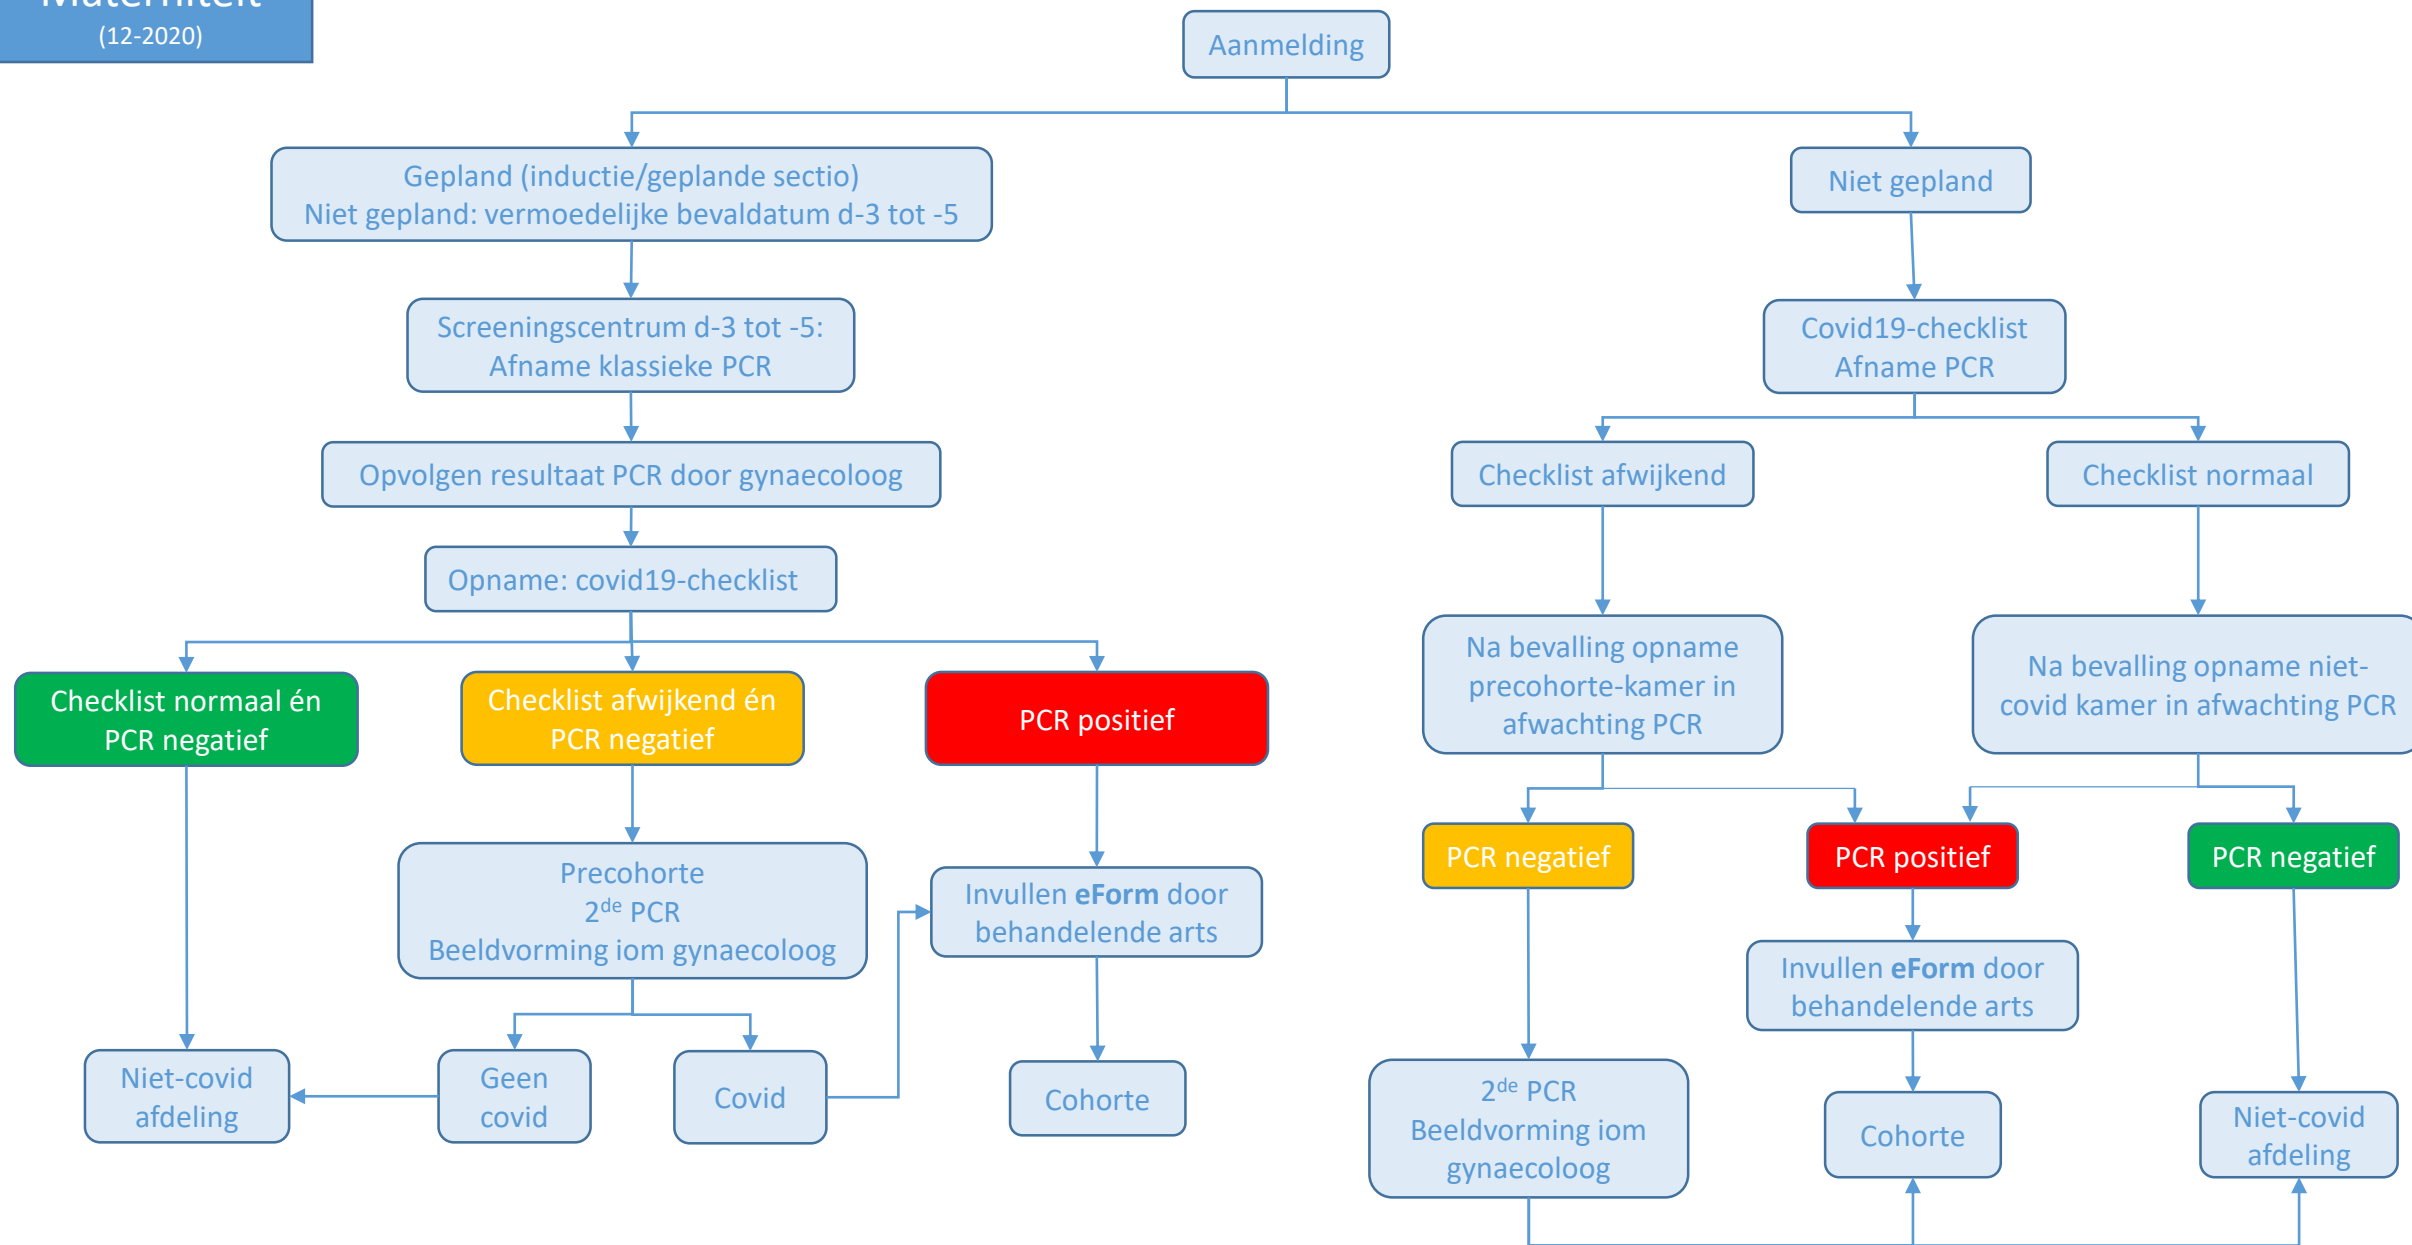 (12-2020)
Aanmelding
Gepland (inductie/geplande sectio)
Niet gepland: vermoedelijke bevaldatum d-3 tot -5
Niet gepland
Screeningscentrum d-3 tot -5:
Afname klassieke PCR
Covid19-checklist
Afname PCR
Opvolgen resultaat PCR door gynaecoloog
Checklist afwijkend
Checklist normaal
Opname: covid19-checklist
Checklist normaal én
PCR negatief
Checklist afwijkend én
PCR negatief
PCR positief
Na bevalling opname
precohorte-kamer in
afwachting PCR
Na bevalling opname niet-
covid kamer in afwachting PCR
PCR negatief
PCR positief
PCR negatief
Precohorte
2de PCR
Beeldvorming iom gynaecoloog
Invullen eForm door
behandelende arts
Invullen eForm door
behandelende arts
Niet-covid
afdeling
Geen
covid
Covid
Cohorte
2de PCR
Beeldvorming iom
gynaecoloog
Cohorte
Niet-covid
afdeling